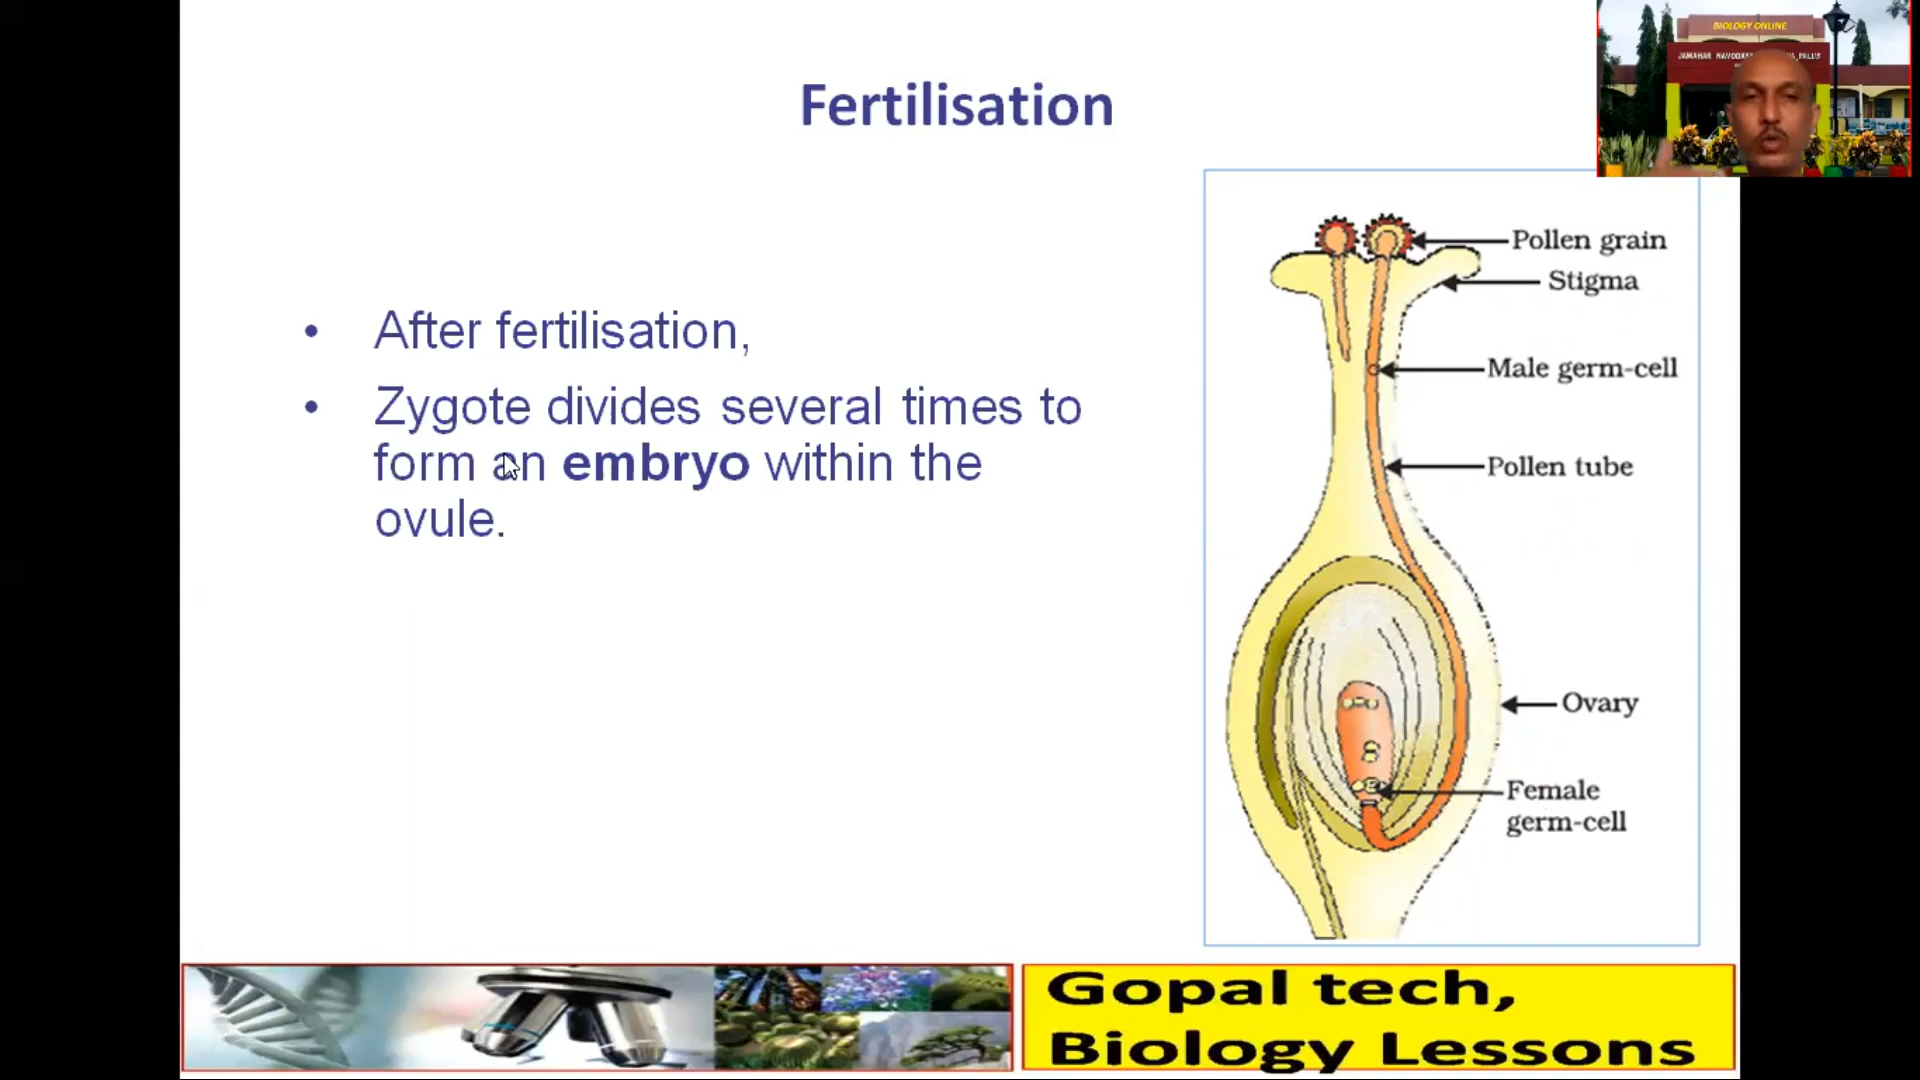 BIOLOGY ONLINE
Fertilisation
• After fertilisation,
• Zygote divides several times to
form an embryo within the
ovule.
Pollen grain
Stigma
Male germ-cell
Pollen tube
Ovary
Female
germ-cell
Gopal tech,
Biology Lessons